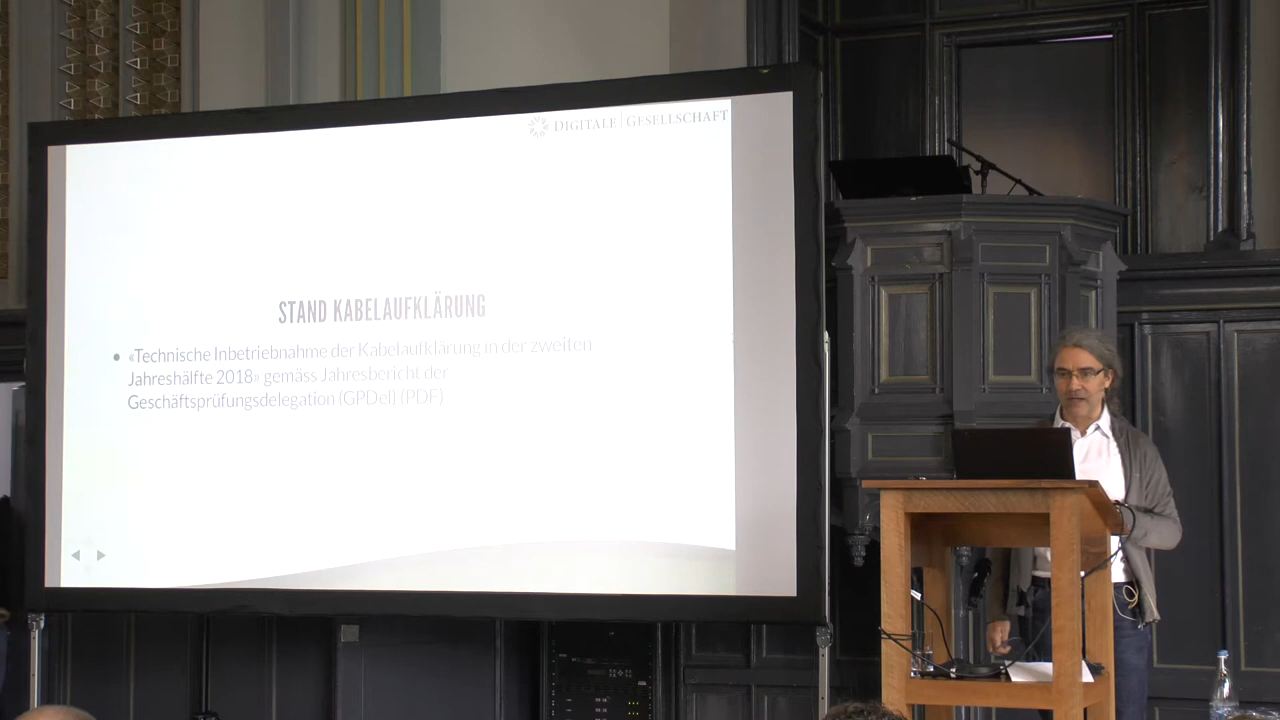 DIGITALE | GESELLSCHAFT
STAND KABELAUFKLÄRUNG
• «Technische Inbetriebnahme der Kabelaufklärung in der zweiten
Jahreshälfte 2018» gemäss Jahresbericht der
Geschäftsprüfungsdelegation (GPDel) (PDF)